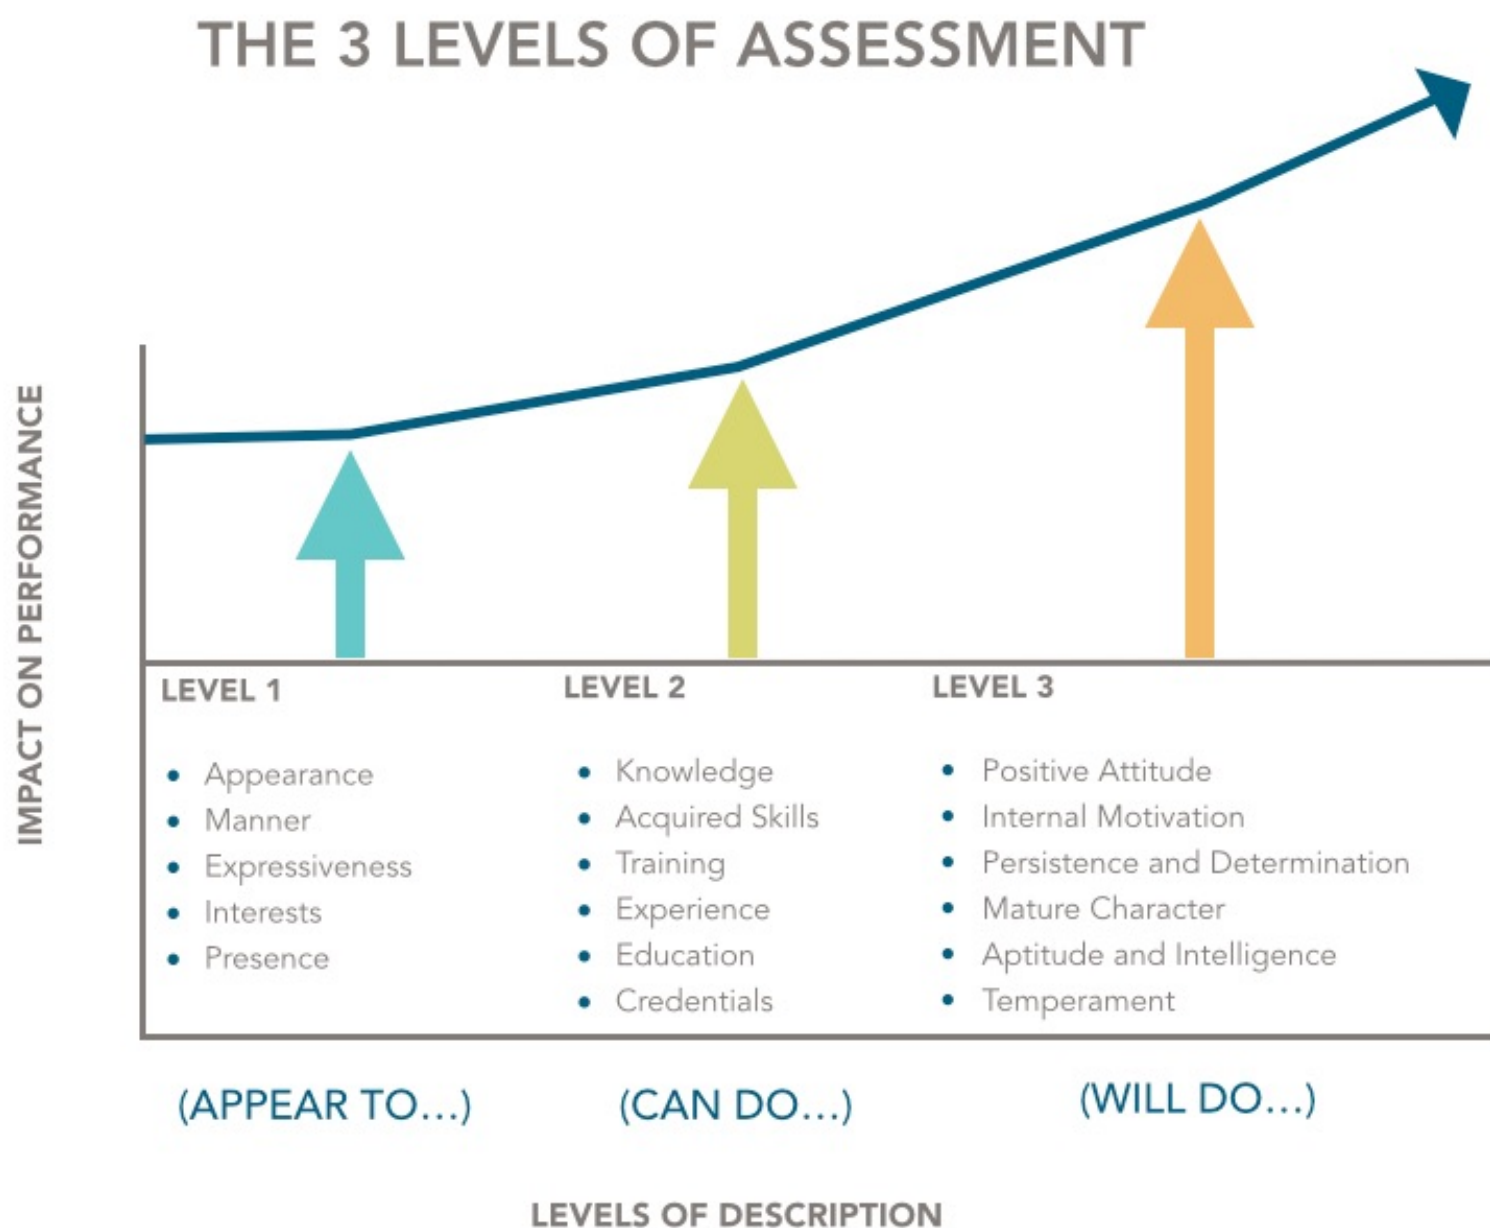 THE 3 LEVELS OF ASSESSMENT
IMPACT ON PERFORMANCE
LEVEL 1
Appearance
Manner
Expressiveness
Interests
Presence
LEVEL 2
Knowledge
Acquired Skills
Training
Experience
Education
Credentials
LEVEL 3
Positive Attitude
Internal Motivation
Persistence and Determination
Mature Character
Aptitude and Intelligence
Temperament
(APPEAR TO...)
(CAN DO...)
(WILL DO...)
LEVELS OF DESCRIPTION